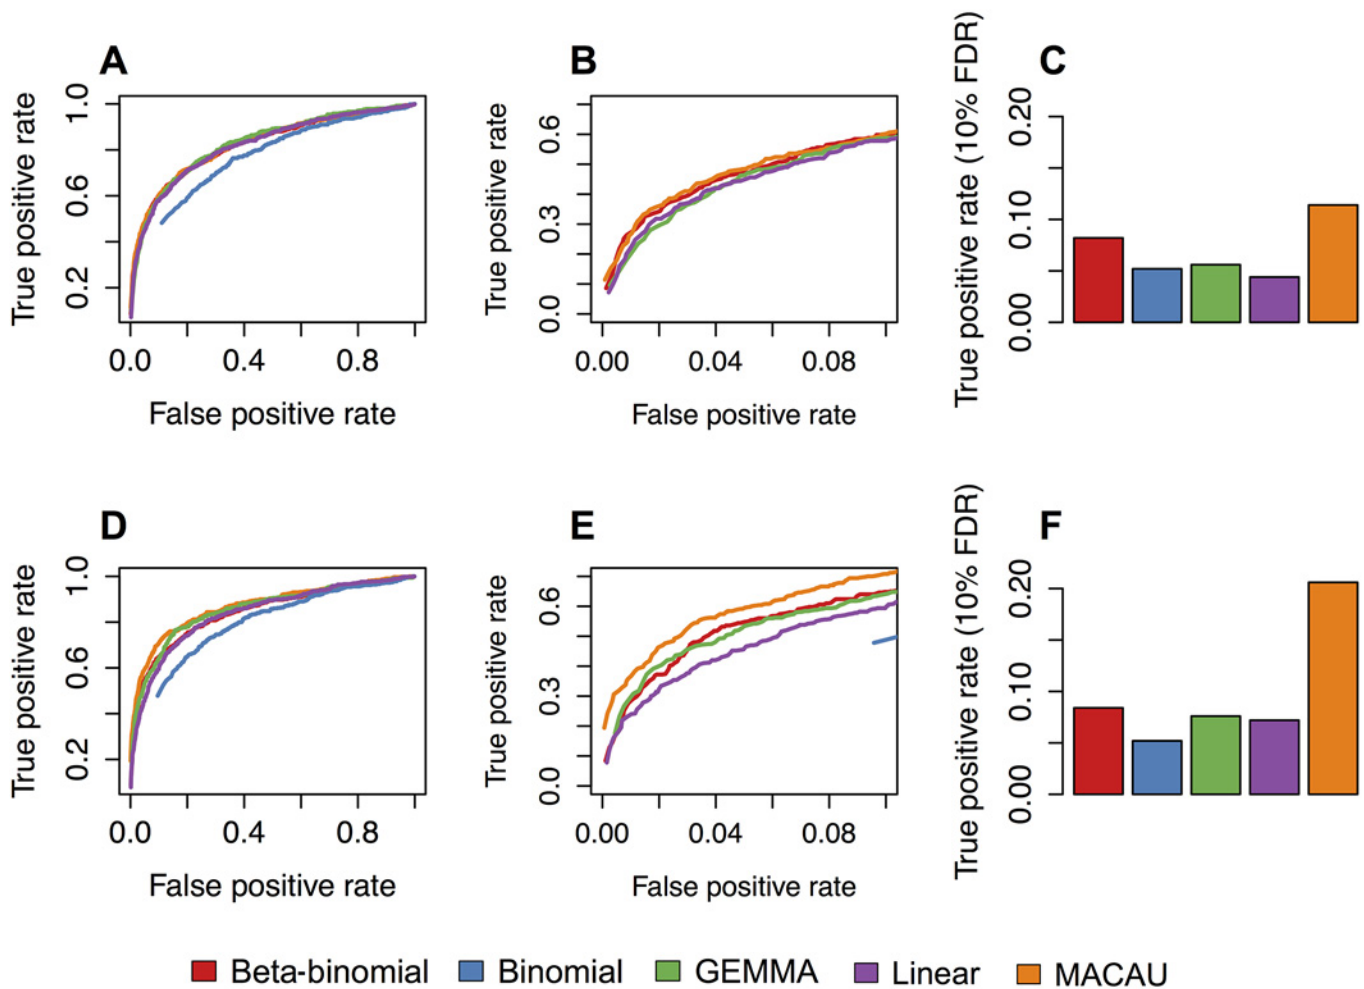 A
True positive rate
1.0
0.6
0.2
0.0 0.4 0.8
False positive rate
B
True positive rate
0.6
0.3
0.0
0.00 0.04 0.08
False positive rate
C
True positive rate (10% FDR)
0.20
0.10
0.00
D
True positive rate
1.0
0.6
0.2
0.0 0.4 0.8
False positive rate
E
True positive rate
0.6
0.3
0.0
0.00 0.04 0.08
False positive rate
F
True positive rate (10% FDR)
0.20
0.10
0.00
Beta-binomial Binomial GEMMA Linear MACAU